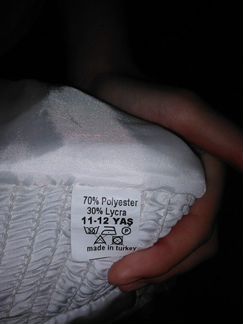 70% Polyester
30% Lycra
11-12 YAŞ
made in turkey